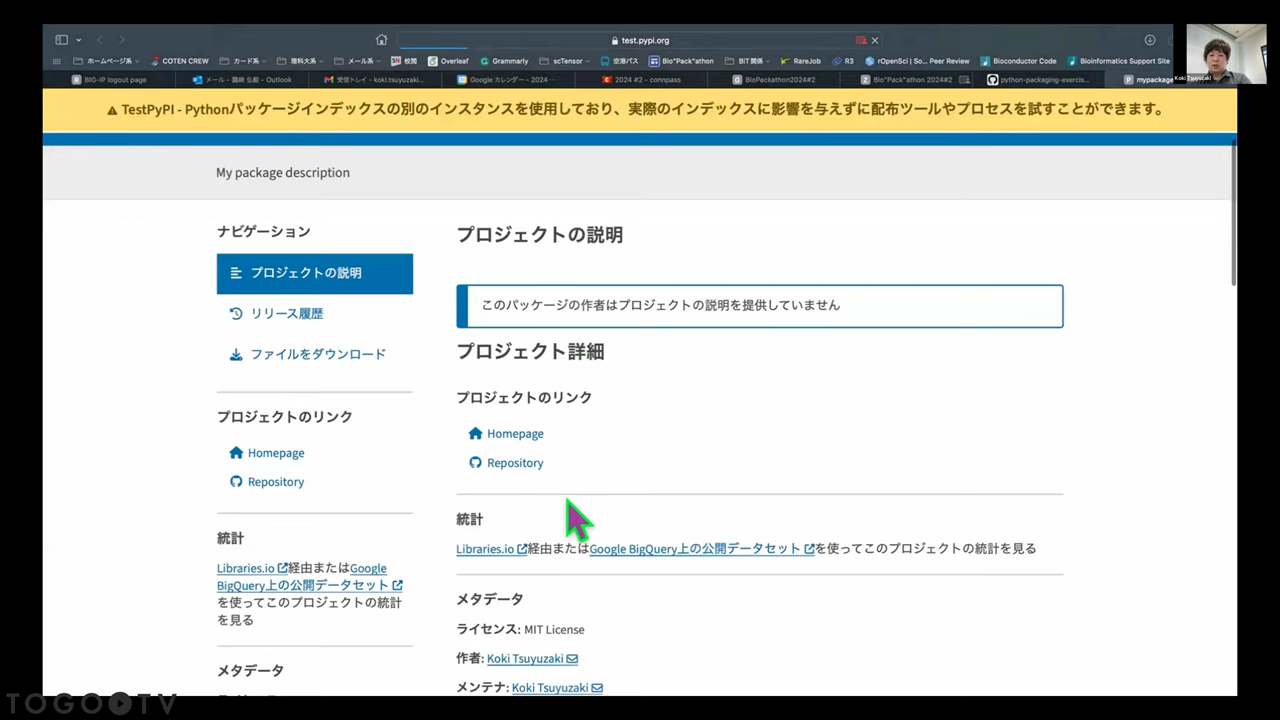 test.pypi.org
ホームページ系
カード系
理科大系
メール系
COTEN CREW
校閲
Overleaf
Grammarly
scTensor
空港バス
Bio"Pack"athon
BIT関係
RareJob
R3
rOpenSci | So... Peer Review
Bioconductor Code
Bioinformatics Support Site
BIG-IP logout page
Google カレンダー - 2024...
2024 #2 - connpass
BioPackathon2024#2
Bio"Pack"athon 2024#2
python-packaging-exercis...
mypackage
Koki Tsuyuzaki
TestPyPI - Pythonパッケージインデックスの別のインスタンスを使用しており、実際のインデックスに影響を与えずに配布ツールやプロセスを試すことができます。
My package description
ナビゲーション
プロジェクトの説明
リリース履歴
ファイルをダウンロード
プロジェクトのリンク
Homepage
Repository
統計
Libraries.io経由またはGoogle
BigQuery上の公開データセット
を使ってこのプロジェクトの統計
を見る
メタデータ
プロジェクトの説明
このパッケージの作者はプロジェクトの説明を提供していません
プロジェクト詳細
プロジェクトのリンク
Homepage
Repository
統計
Libraries.io経由またはGoogle BigQuery上の公開データセットを使ってこのプロジェクトの統計を見る
メタデータ
ライセンス: MIT License
作者: Koki Tsuyuzaki
メンテナ: Koki Tsuyuzaki
TOGO TV